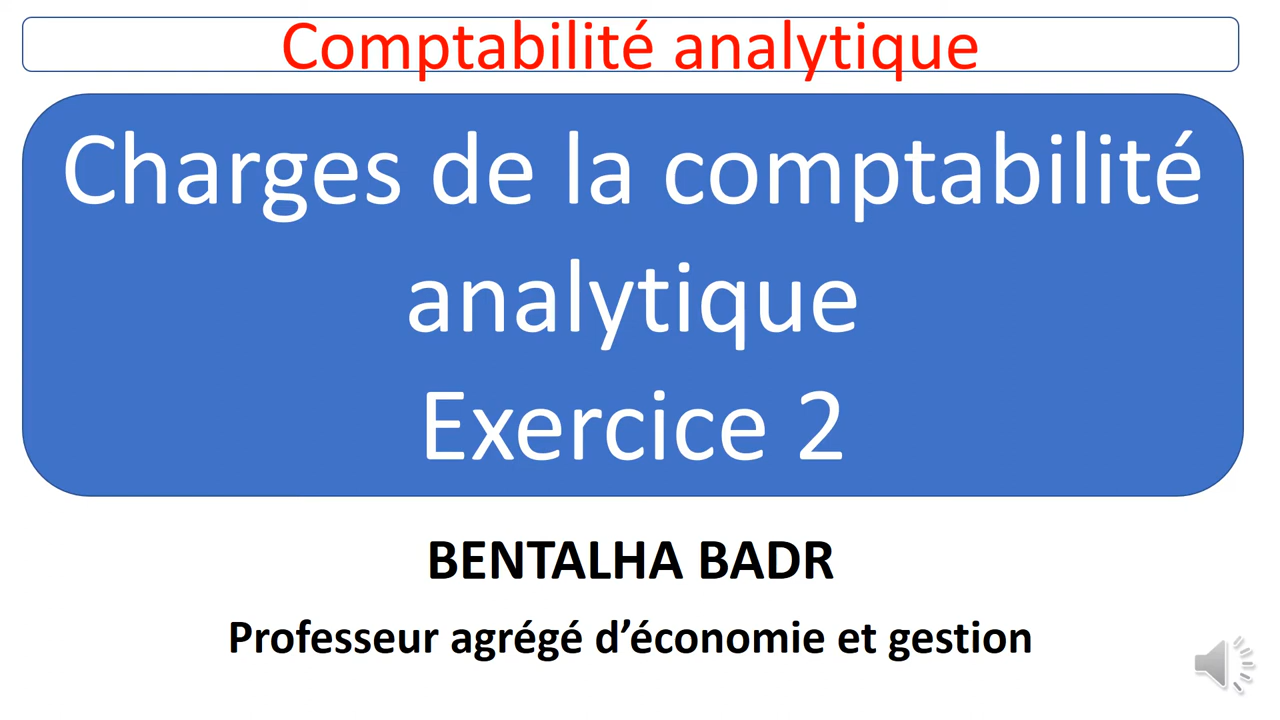 Comptabilité analytique
Charges de la comptabilité
analytique
Exercice 2
BENTALHA BADR
Professeur agrégé d’économie et gestion